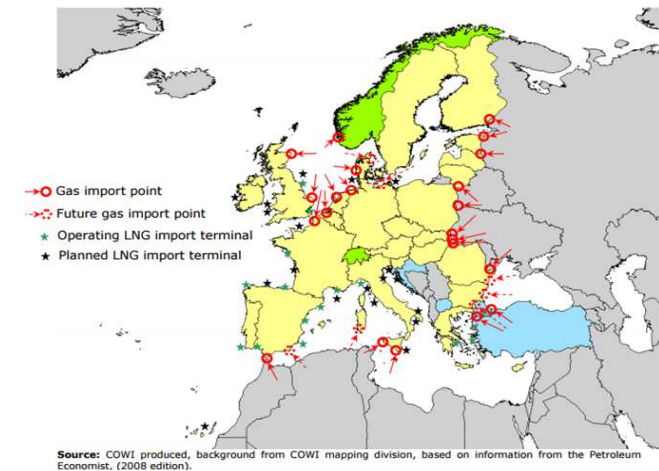 Gas import point
Future gas import point
Operating LNG import terminal
Planned LNG import terminal
Source: COWI produced, background from COWI mapping division, based on information from the Petroleum
Economist, (2008 edition).